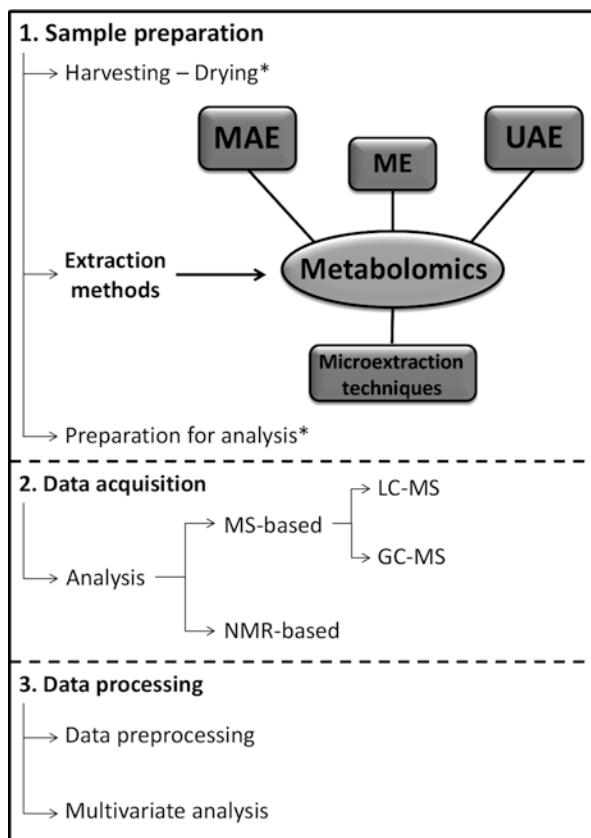 1. Sample preparation
Harvesting – Drying*
MAE
ME
UAE
Extraction
methods
Metabolomics
Microextraction
techniques
Preparation for analysis*
2. Data acquisition
LC-MS
MS-based
GC-MS
Analysis
NMR-based
3. Data processing
Data preprocessing
Multivariate analysis